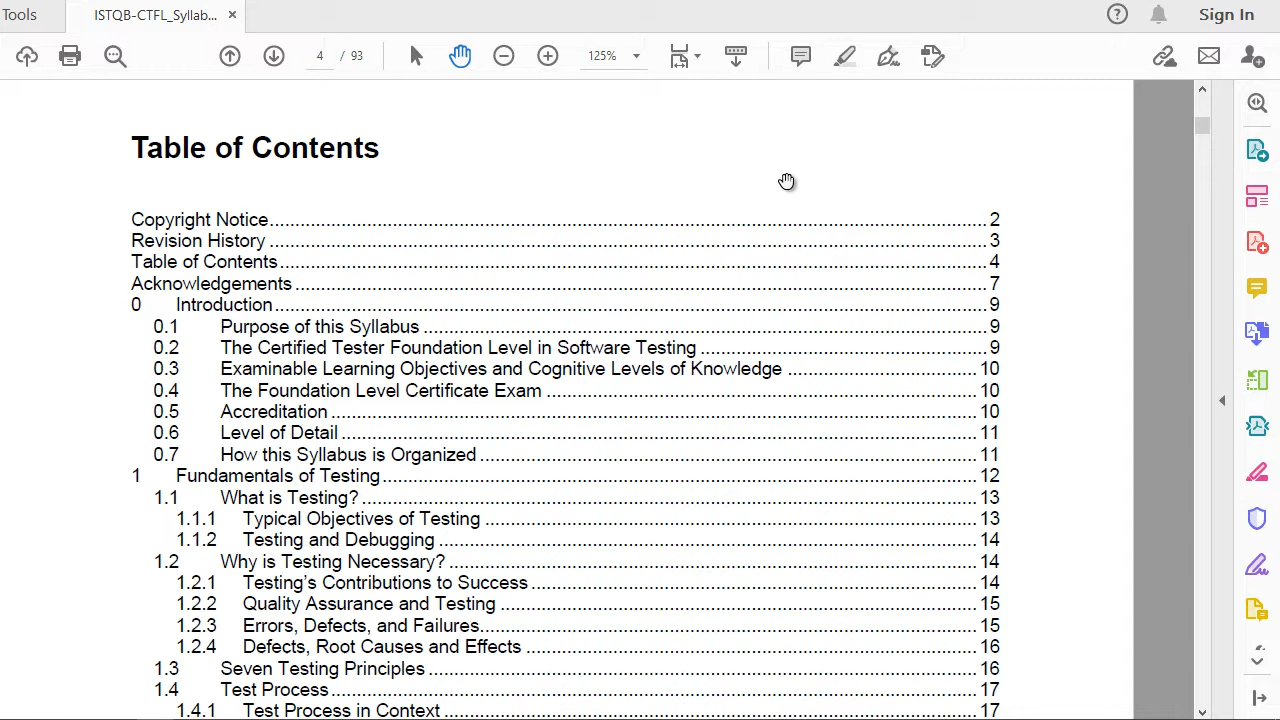 Tools
ISTQB-CTFL_Syllab...
Sign In
4 / 93
125%
Table of Contents
Copyright Notice 2
Revision History 3
Table of Contents 4
Acknowledgements 7
0 Introduction 9
0.1 Purpose of this Syllabus 9
0.2 The Certified Tester Foundation Level in Software Testing 9
0.3 Examinable Learning Objectives and Cognitive Levels of Knowledge 10
0.4 The Foundation Level Certificate Exam 10
0.5 Accreditation 10
0.6 Level of Detail 11
0.7 How this Syllabus is Organized 11
1 Fundamentals of Testing 12
1.1 What is Testing? 13
1.1.1 Typical Objectives of Testing 13
1.1.2 Testing and Debugging 14
1.2 Why is Testing Necessary? 14
1.2.1 Testing's Contributions to Success 14
1.2.2 Quality Assurance and Testing 15
1.2.3 Errors, Defects, and Failures 15
1.2.4 Defects, Root Causes and Effects 16
1.3 Seven Testing Principles 16
1.4 Test Process 17
1.4.1 Test Process in Context 17